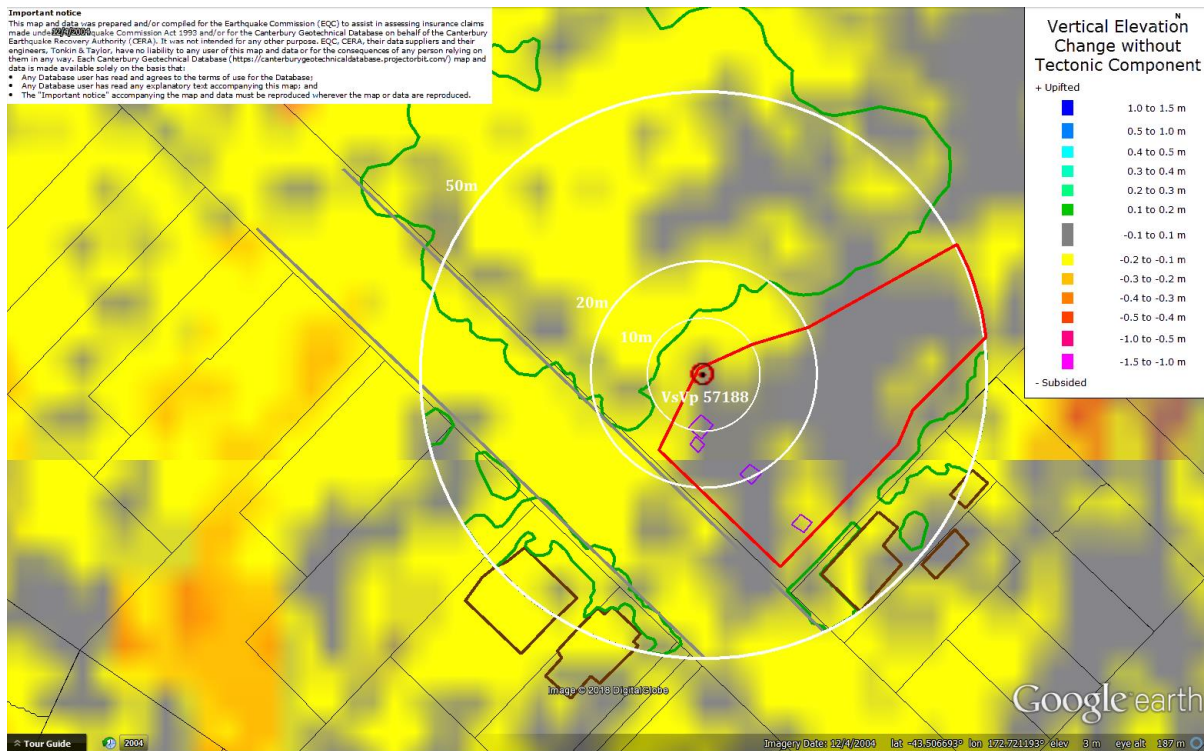 Important notice
This map and data was prepared and/or compiled for the Earthquake Commission (EQC) to assist in assessing insurance claims
made under Earthquake Commission Act 1993 and/or for the Canterbury Geotechnical Database on behalf of the Canterbury
Earthquake Recovery Authority (CERA). It was not intended for any other purpose. EQC, CERA, their data suppliers and their
engineers, Tonkin & Taylor, have no liability to any user of this map and data or for the consequences of any person relying on
them in any way. Each Canterbury Geotechnical Database (https://canterburygeotechnicaldatabase.projectorbit.com/) map and
data is made available solely on the basis that:
• Any Database user has read and agrees to the terms of use for the Database;
• Any Database user has read any explanatory text accompanying this map; and
• The "Important notice" accompanying the map and data must be reproduced wherever the map or data are reproduced.
N
Vertical Elevation
Change without
Tectonic Component
+ Upifted
1.0 to 1.5 m
0.5 to 1.0 m
0.4 to 0.5 m
0.3 to 0.4 m
0.2 to 0.3 m
0.1 to 0.2 m
-0.1 to 0.1 m
-0.2 to -0.1 m
-0.3 to -0.2 m
-0.4 to -0.3 m
-0.5 to -0.4 m
-1.0 to -0.5 m
-1.5 to -1.0 m
- Subsided
50m
20m
10m
VsVp 57188
Image © 2018 DigitalGlobe
Google earth
Tour Guide
2004
Imagery Date: 12/4/2004 lat -43.506693° lon 172.721193° elev 3 m eye alt 187 m